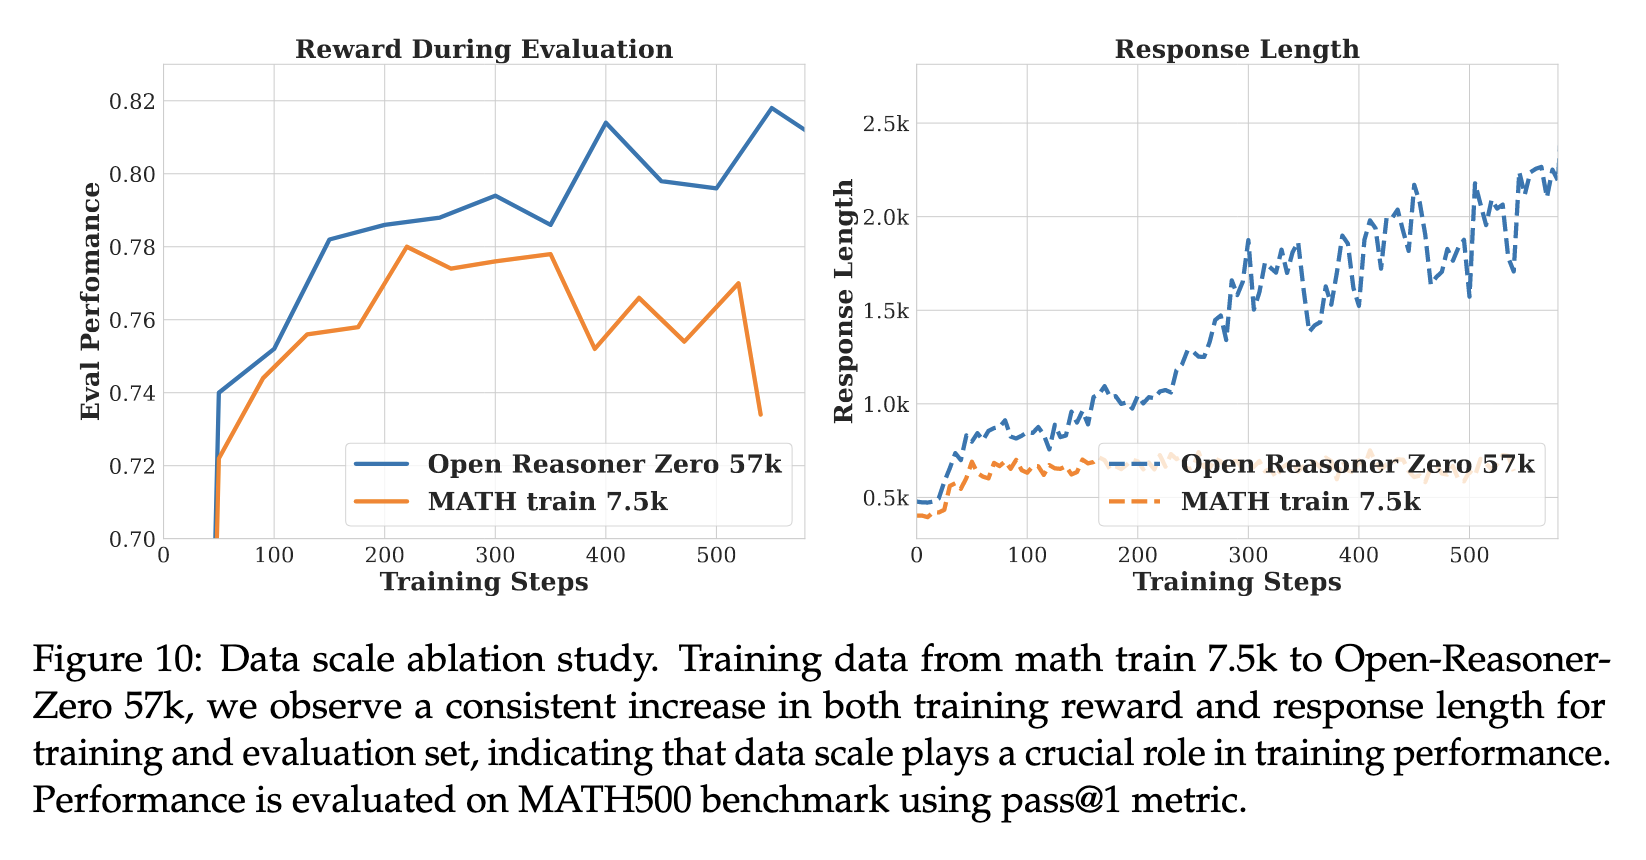 Reward During Evaluation
Eval Perfomance
0.82
0.80
0.78
0.76
0.74
0.72
0.70
0 100 200 300 400 500
Training Steps
Open Reasoner Zero 57k
MATH train 7.5k
Response Length
Response Length
2.5k
2.0k
1.5k
1.0k
0.5k
0 100 200 300 400 500
Training Steps
Open Reasoner Zero 57k
MATH train 7.5k
Figure 10: Data scale ablation study. Training data from math train 7.5k to Open-Reasoner-
Zero 57k, we observe a consistent increase in both training reward and response length for
training and evaluation set, indicating that data scale plays a crucial role in training performance.
Performance is evaluated on MATH500 benchmark using pass@1 metric.